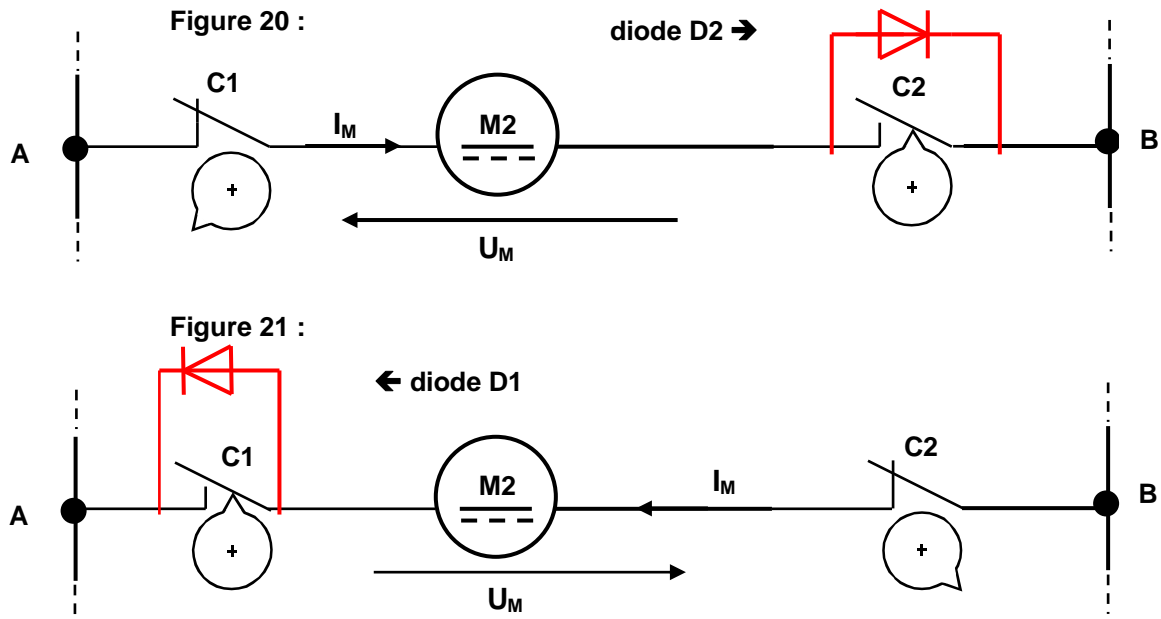 Figure 20 :
diode D2 →
C1
C2
A
I_M
M2
B
+
+
U_M
Figure 21 :
← diode D1
C1
C2
A
M2
I_M
B
+
+
U_M